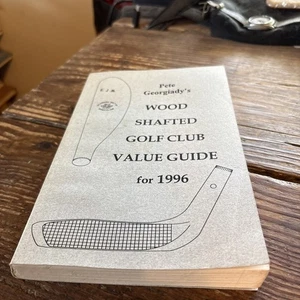 Pete
Georgiady's
WOOD
SHAFTED
GOLF CLUB
VALUE GUIDE
for 1996